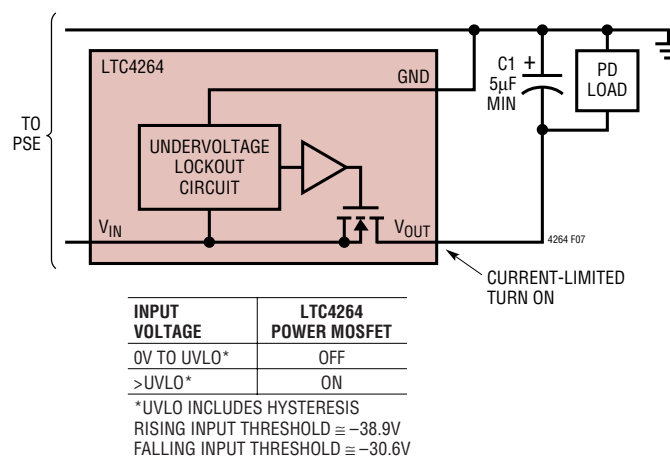 LTC4264
GND
C1 +
5μF
MIN
PD
LOAD
TO
PSE
UNDERVOLTAGE
LOCKOUT
CIRCUIT
VIN
VOUT
4264 F07
CURRENT-LIMITED
TURN ON
INPUT VOLTAGE LTC4264 POWER MOSFET
0V TO UVLO* OFF
>UVLO* ON
*UVLO INCLUDES HYSTERESIS
RISING INPUT THRESHOLD ≅ –38.9V
FALLING INPUT THRESHOLD ≅ –30.6V